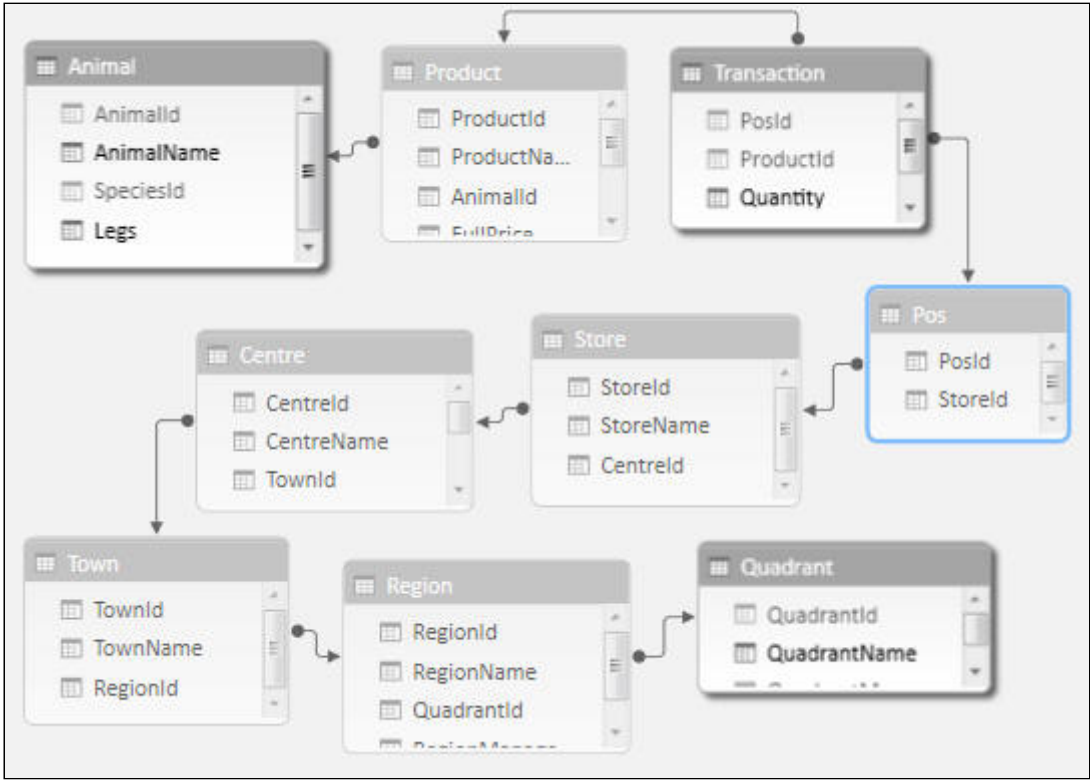 Animal
AnimalId
AnimalName
SpeciesId
Legs
Product
ProductId
ProductNa...
AnimalId
FullPrice
Transaction
PosId
ProductId
Quantity
Pos
PosId
StoreId
Store
StoreId
StoreName
CentreId
Centre
CentreId
CentreName
TownId
Town
TownId
TownName
RegionId
Region
RegionId
RegionName
QuadrantId
Quadrant
QuadrantId
QuadrantName